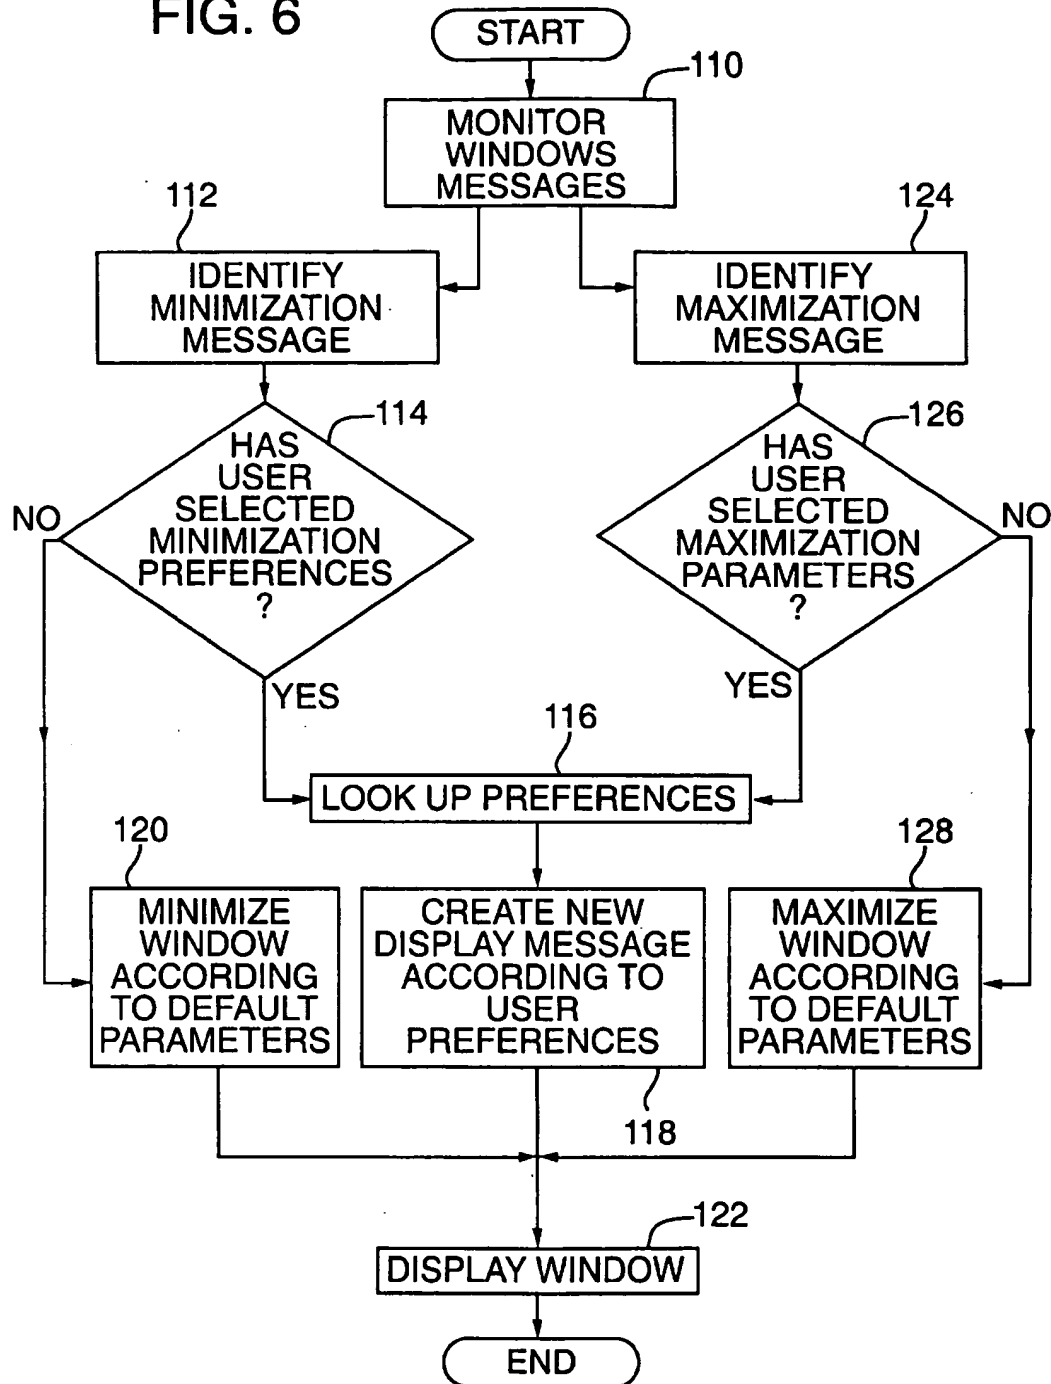 FIG. 6
START
110
MONITOR
WINDOWS
MESSAGES
112
IDENTIFY
MINIMIZATION
MESSAGE
124
IDENTIFY
MAXIMIZATION
MESSAGE
114
HAS
USER
SELECTED
MINIMIZATION
PREFERENCES
?
NO
YES
126
HAS
USER
SELECTED
MAXIMIZATION
PARAMETERS
?
NO
YES
116
LOOK UP PREFERENCES
120
MINIMIZE
WINDOW
ACCORDING
TO DEFAULT
PARAMETERS
CREATE NEW
DISPLAY MESSAGE
ACCORDING TO
USER
PREFERENCES
118
128
MAXIMIZE
WINDOW
ACCORDING
TO DEFAULT
PARAMETERS
122
DISPLAY WINDOW
END